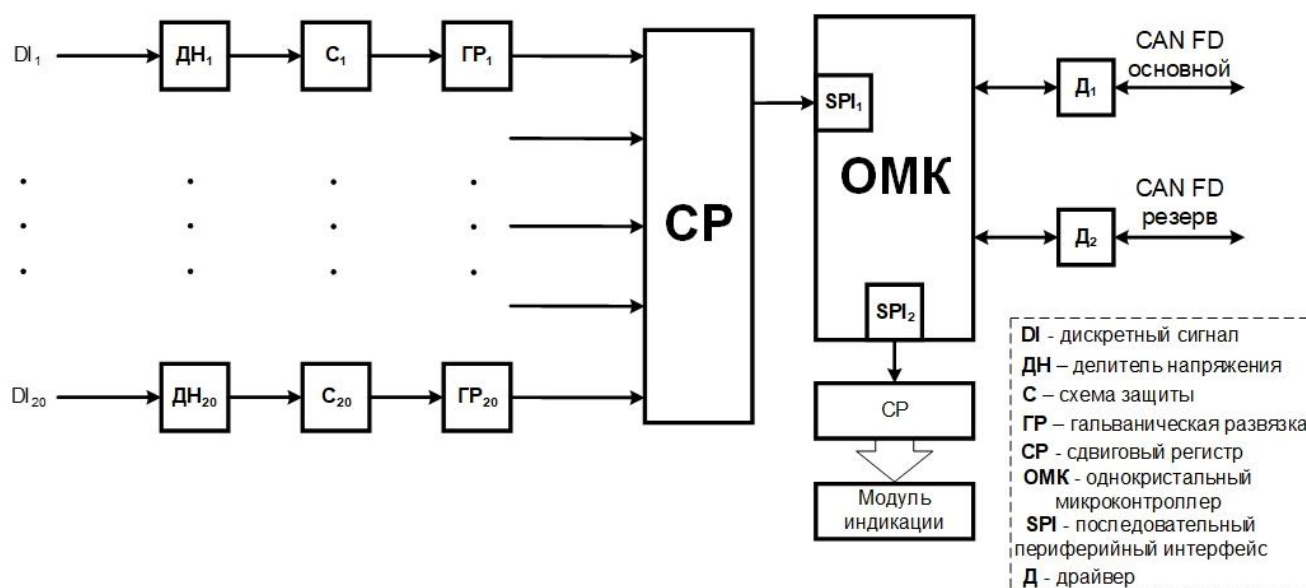 DI₁
ДН₁
С₁
ГР₁
СР
SPI₁
ОМК
Д₁
CAN FD
основной
CAN FD
резерв
Д₂
SPI₂
DI₂₀
ДН₂₀
С₂₀
ГР₂₀
СР
Модуль
индикации
DI - дискретный сигнал
ДН – делитель напряжения
С – схема защиты
ГР – гальваническая развязка
СР - сдвиговый регистр
ОМК - однокристальный
микроконтроллер
SPI - последовательный
периферийный интерфейс
Д - драйвер